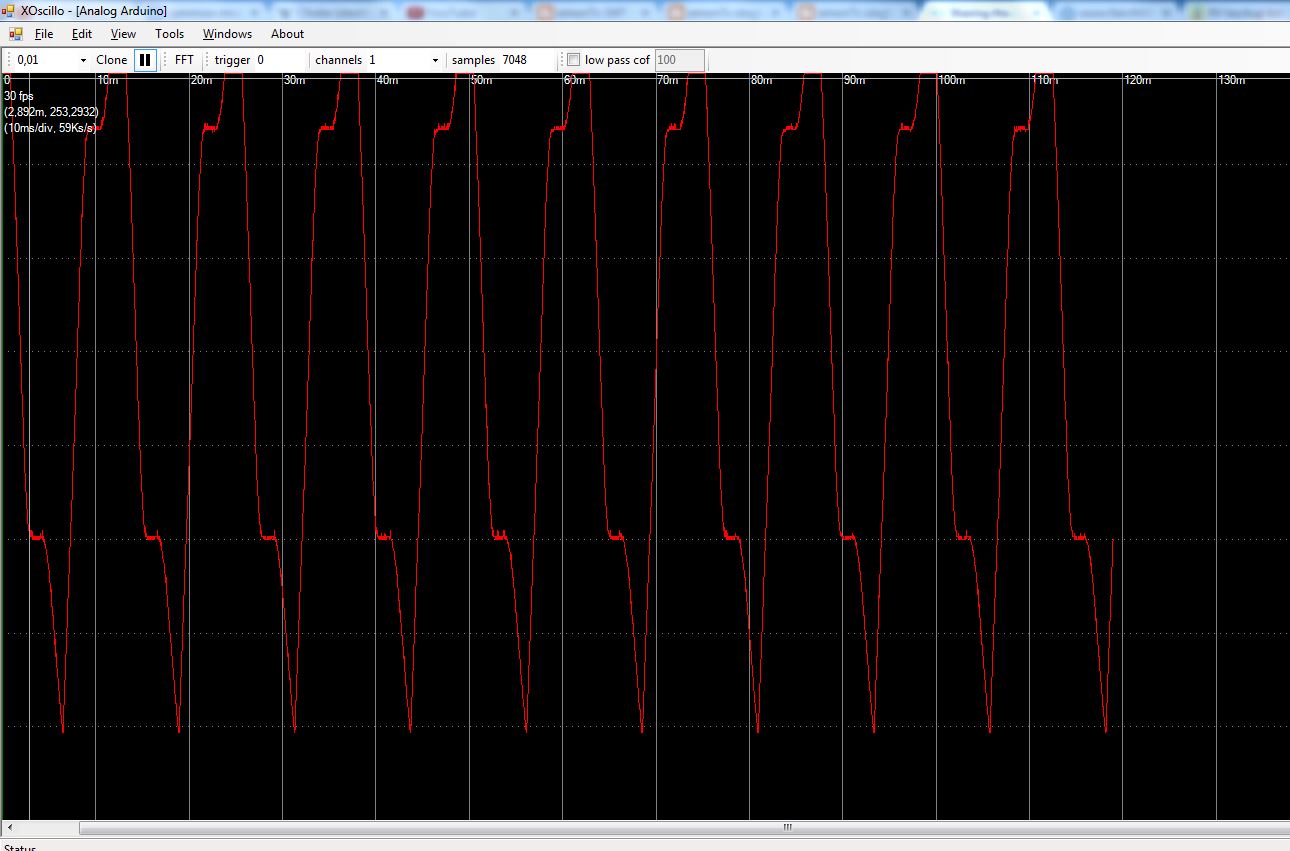 XOscillo - [Analog Arduino]
File Edit View Tools Windows About
0,01 Clone FFT trigger 0 channels 1 samples 7048 low pass cof 100
0 10m 20m 30m 40m 50m 60m 70m 80m 90m 100m 110m 120m 130m
30 fps
(2,892m, 253,2932)
(10ms/div, 59Ks/s)
Status